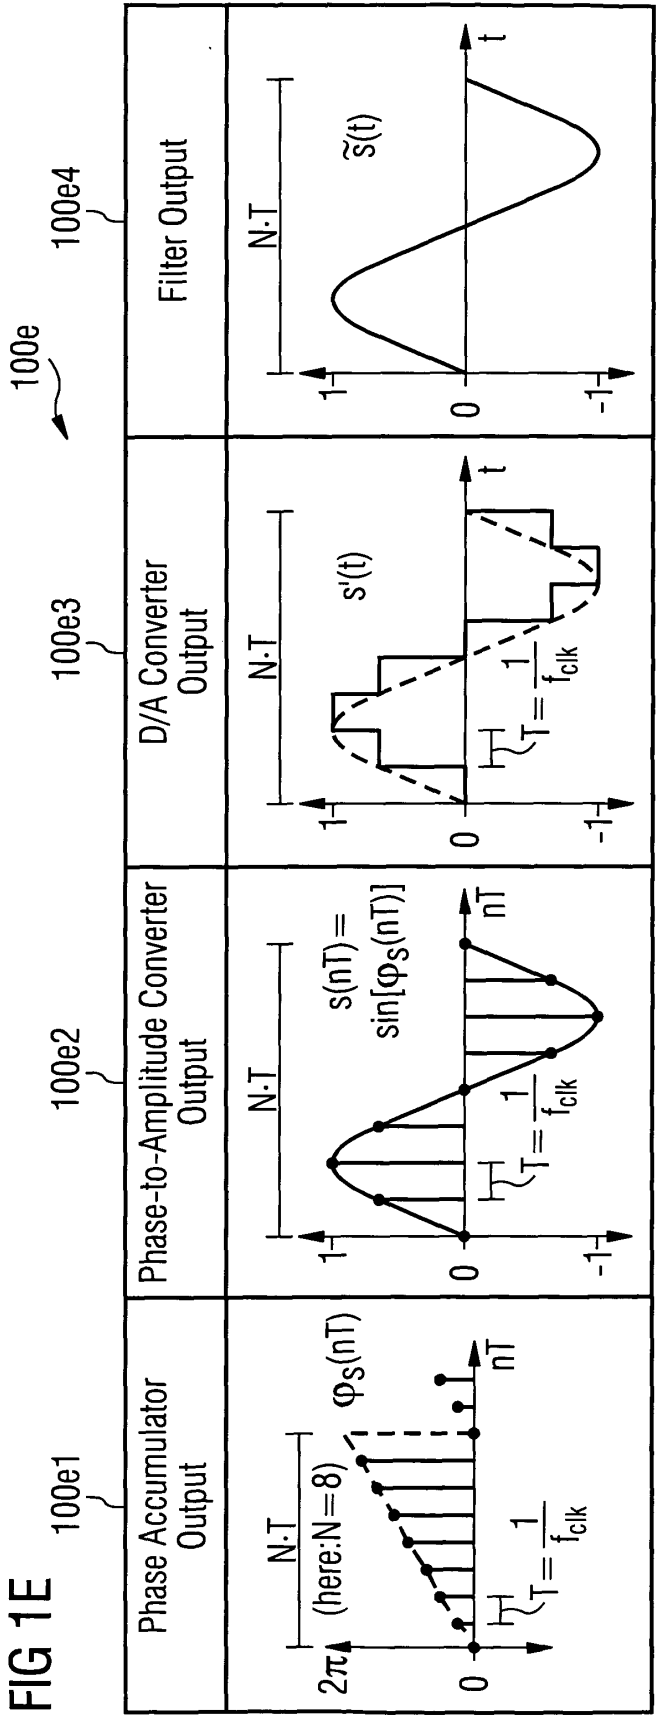 FIG 1E
100e
100e1
100e2
100e3
100e4
Phase Accumulator
Output
Phase-to-Amplitude Converter
Output
D/A Converter
Output
Filter Output
N·T
(here:N=8)
φS(nT)
2π
0
nT
T = 1/fclk
N·T
s(nT)=
sin[φS(nT)]
1
0
-1
nT
T = 1/fclk
N·T
s'(t)
1
0
-1
t
T = 1/fclk
N·T
s̃(t)
1
0
-1
t